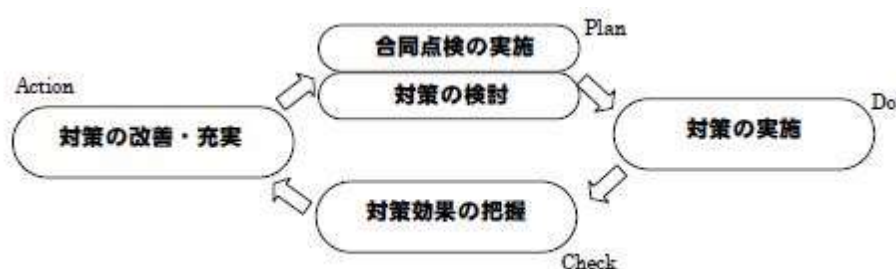 合同点検の実施
Plan
対策の検討
Action
対策の改善・充実
対策の実施
Do
対策効果の把握
Check